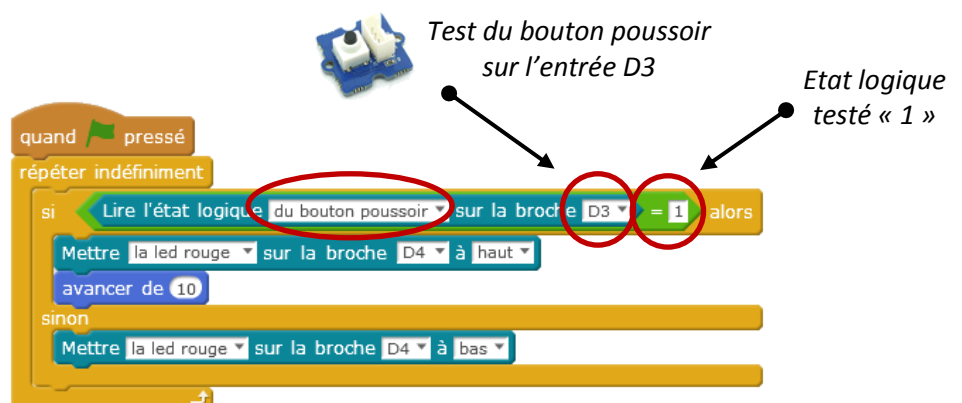 Test du bouton poussoir
sur l'entrée D3
Etat logique
testé « 1 »
quand pressé
répéter indéfiniment
si Lire l'état logique du bouton poussoir sur la broche D3 = 1 alors
Mettre la led rouge sur la broche D4 à haut
avancer de 10
sinon
Mettre la led rouge sur la broche D4 à bas